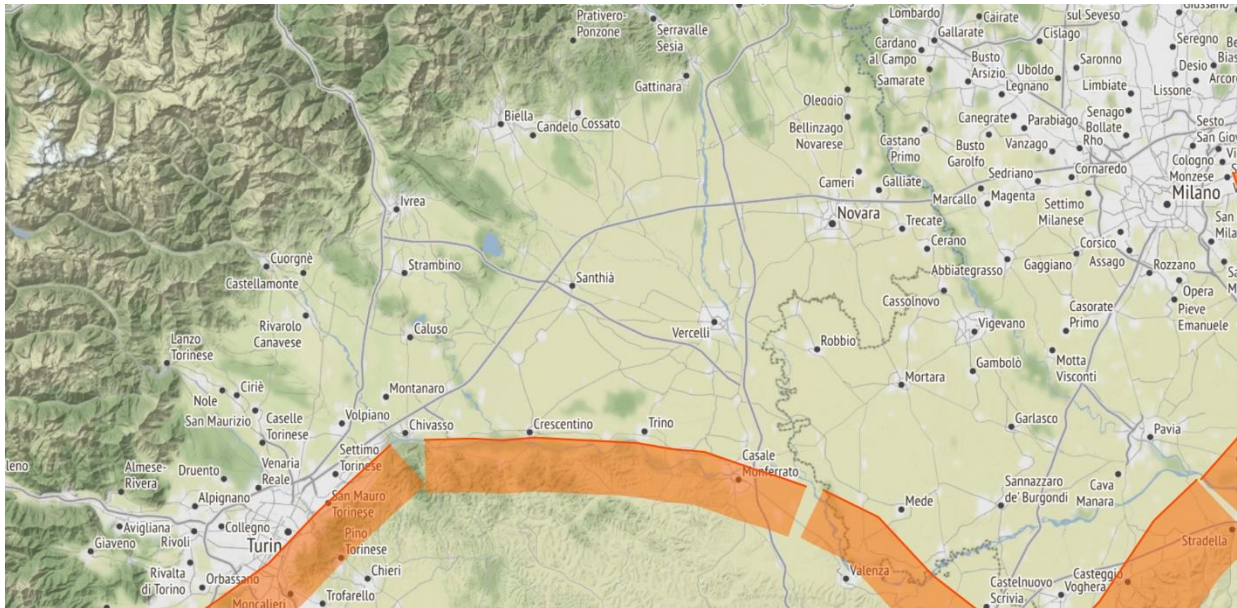 Prativero-
Ponzone
Serravalle
Sesia
Lombardo
Cairate
sul Seveso
Giussano
Gallarate
Cislago
Cardano
al Campo
Seregno
Busto
Arsizio
Uboldo
Saronno
Desio
Samarate
Gattinara
Legnano
Limbiate
Lissone
Oleggio
Canegrate
Parabiago
Senago
Biella
Candelo
Cossato
Bellinzago
Novarese
Castano
Primo
Busto
Garolfo
Vanzago
Bollate
Rho
Sesto
Cologno
Monzese
Cameri
Galliate
Sedriano
Cornaredo
Marcallo
Magenta
Settimo
Milanese
Milano
Ivrea
Novara
Trecate
Cerano
Corsico
Assago
Cuorgnè
Castellamonte
Strambino
Santhià
Abbiategrasso
Gaggiano
Rozzano
Cassolnovo
Opera
Pieve
Emanuele
Rivarolo
Canavese
Caluso
Vercelli
Robbio
Vigevano
Casorate
Primo
Lanzo
Torinese
Motta
Visconti
Gambolò
Mortara
Ciriè
Nole
San Maurizio
Montanaro
Caselle
Torinese
Volpiano
Chivasso
Crescentino
Trino
Garlasco
Pavia
Settimo
Torinese
Venaria
Reale
Almese-
Rivera
Druento
Casale
Monferrato
Alpignano
San Mauro
Torinese
Mede
Sannazzaro
de' Burgondi
Cava
Manara
Avigliana
Giaveno
Rivoli
Collegno
Turin
Pino
Torinese
Stradella
Rivalta
di Torino
Orbassano
Chieri
Valenza
Moncalieri
Trofarello
Castelnuovo
Scrivia
Voghera
Casteggio